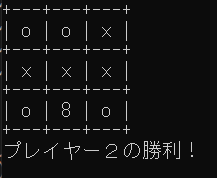 +---+---+---+
| o | o | x |
+---+---+---+
| x | x | x |
+---+---+---+
| o | 8 | o |
+---+---+---+
プレイヤー２の勝利！